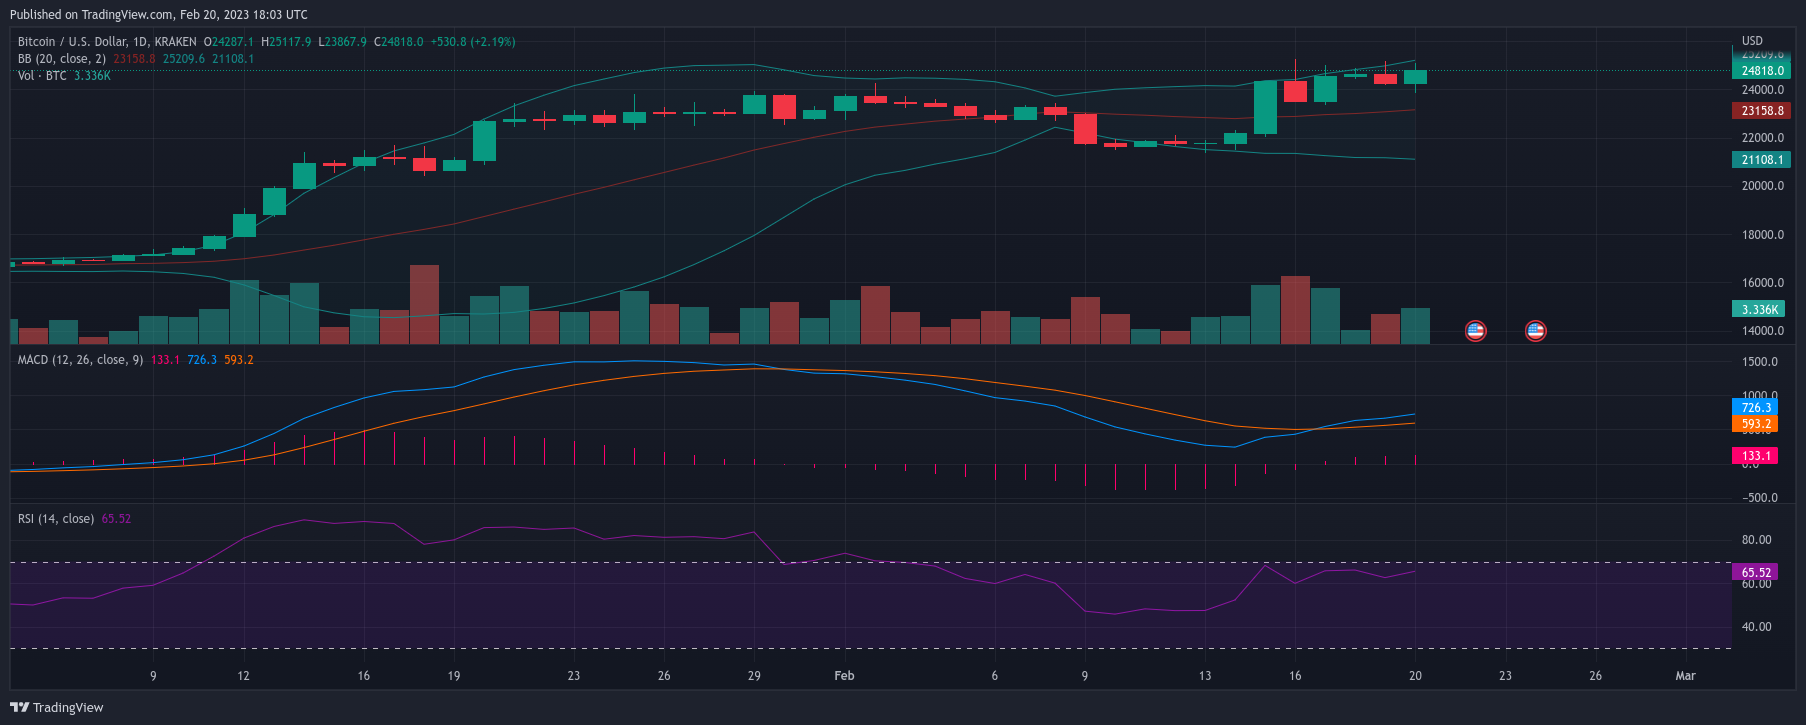 Published on TradingView.com, Feb 20, 2023 18:03 UTC
Bitcoin / U.S. Dollar, 1D, KRAKEN O24287.1 H25117.9 L23867.9 C24818.0 +530.8 (+2.19%)
BB (20, close, 2) 23158.8 25209.6 21108.1
Vol · BTC 3.336K
USD
25209.6
24818.0
24000.0
23158.8
22000.0
21108.1
20000.0
18000.0
16000.0
3.336K
14000.0
MACD (12, 26, close, 9) 133.1 726.3 593.2
1500.0
1000.0
726.3
593.2
133.1
0.0
−500.0
RSI (14, close) 65.52
80.00
65.52
60.00
40.00
9 12 16 19 23 26 29 Feb 6 9 13 16 20 23 26 Mar
TradingView